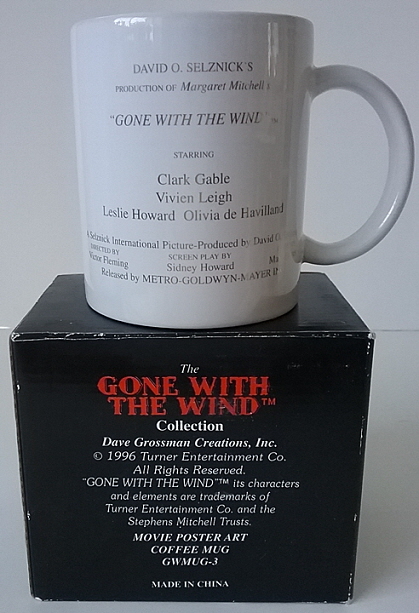 DAVID O. SELZNICK'S
PRODUCTION OF Margaret Mitchell's
"GONE WITH THE WIND" ™
STARRING
Clark Gable
Vivien Leigh
Leslie Howard Olivia de Havilland
A Selznick International Picture-Produced by David O.
DIRECTED BY SCREEN PLAY BY
Victor Fleming Sidney Howard
Released by METRO-GOLDWYN-MAYER
The
GONE WITH
THE WIND™
Collection
Dave Grossman Creations, Inc.
© 1996 Turner Entertainment Co.
All Rights Reserved.
"GONE WITH THE WIND"™ its characters
and elements are trademarks of
Turner Entertainment Co. and the
Stephens Mitchell Trusts.
MOVIE POSTER ART
COFFEE MUG
GWMUG-3
MADE IN CHINA